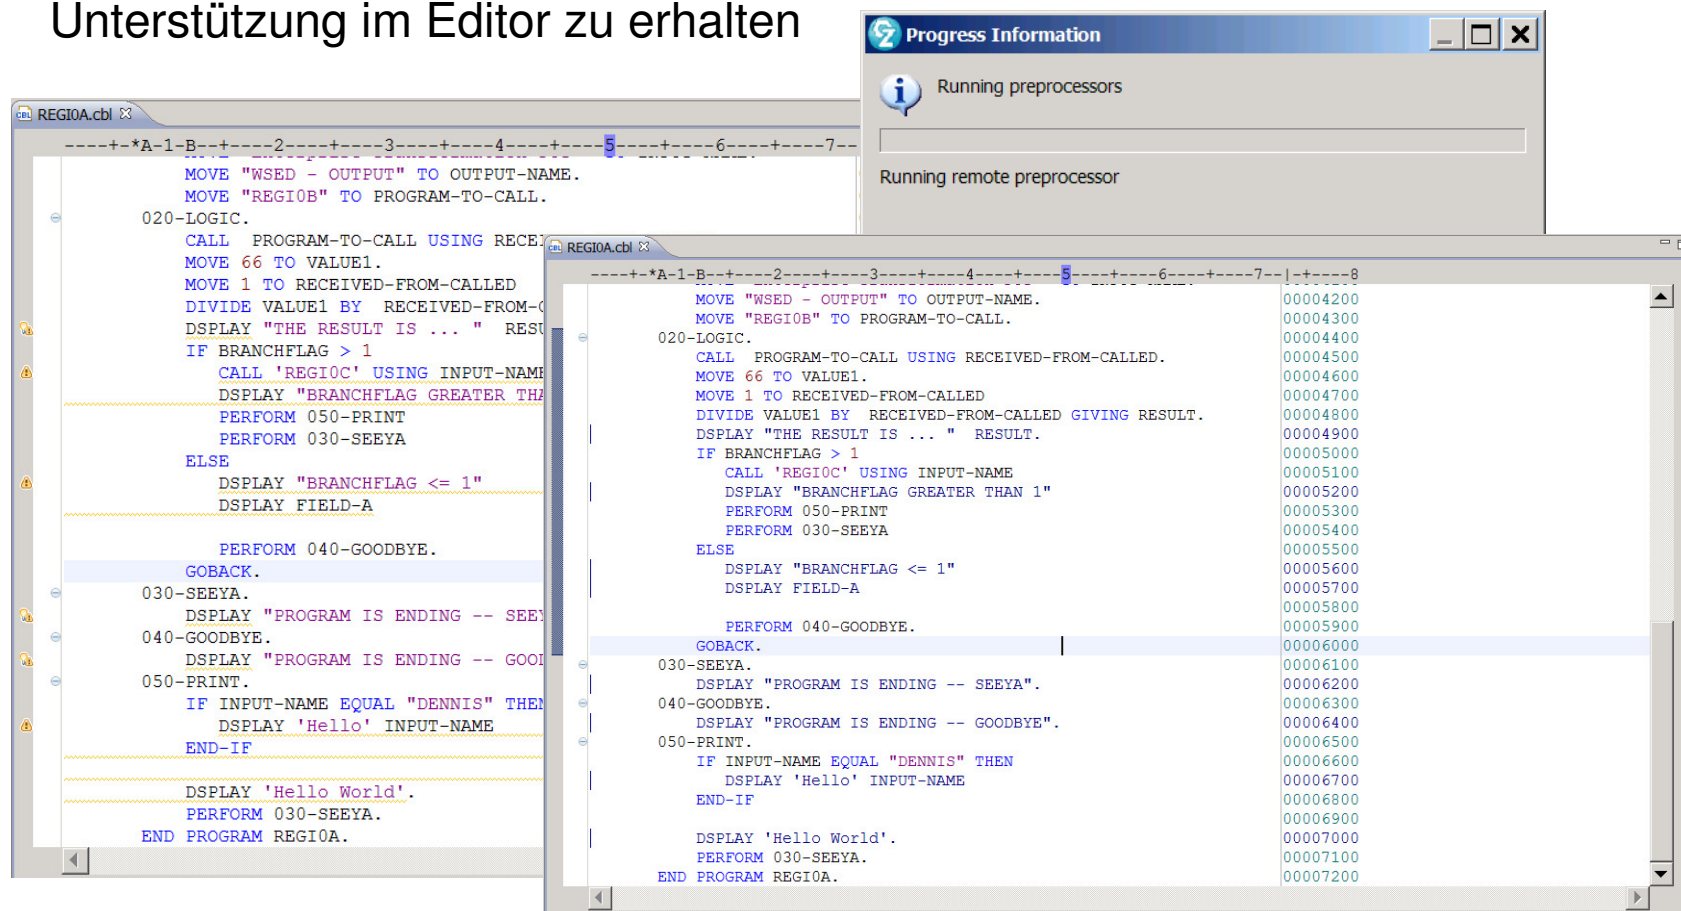 Unterstützung im Editor zu erhalten
Progress Information
Running preprocessors
Running remote preprocessor
REGI0A.cbl
----+-*A-1-B--+----2----+----3----+----4----+----5----+----6----+----7--
MOVE "WSED - OUTPUT" TO OUTPUT-NAME.
MOVE "REGI0B" TO PROGRAM-TO-CALL.
020-LOGIC.
CALL  PROGRAM-TO-CALL USING RECEI
MOVE 66 TO VALUE1.
MOVE 1 TO RECEIVED-FROM-CALLED
DIVIDE VALUE1 BY  RECEIVED-FROM-C
DSPLAY "THE RESULT IS ... "  RESU
IF BRANCHFLAG > 1
CALL 'REGI0C' USING INPUT-NAME
DSPLAY "BRANCHFLAG GREATER THA
PERFORM 050-PRINT
PERFORM 030-SEEYA
ELSE
DSPLAY "BRANCHFLAG <= 1"
DSPLAY FIELD-A
PERFORM 040-GOODBYE.
GOBACK.
030-SEEYA.
DSPLAY "PROGRAM IS ENDING -- SEEY
040-GOODBYE.
DSPLAY "PROGRAM IS ENDING -- GOOD
050-PRINT.
IF INPUT-NAME EQUAL "DENNIS" THEN
DSPLAY 'Hello' INPUT-NAME
END-IF
DSPLAY 'Hello World'.
PERFORM 030-SEEYA.
END PROGRAM REGI0A.
REGI0A.cbl
----+-*A-1-B--+----2----+----3----+----4----+----5----+----6----+----7--|-+----8
MOVE "WSED - OUTPUT" TO OUTPUT-NAME. 00004200
MOVE "REGI0B" TO PROGRAM-TO-CALL. 00004300
020-LOGIC. 00004400
CALL  PROGRAM-TO-CALL USING RECEIVED-FROM-CALLED. 00004500
MOVE 66 TO VALUE1. 00004600
MOVE 1 TO RECEIVED-FROM-CALLED 00004700
DIVIDE VALUE1 BY  RECEIVED-FROM-CALLED GIVING RESULT. 00004800
DSPLAY "THE RESULT IS ... "  RESULT. 00004900
IF BRANCHFLAG > 1 00005000
CALL 'REGI0C' USING INPUT-NAME 00005100
DSPLAY "BRANCHFLAG GREATER THAN 1" 00005200
PERFORM 050-PRINT 00005300
PERFORM 030-SEEYA 00005400
ELSE 00005500
DSPLAY "BRANCHFLAG <= 1" 00005600
DSPLAY FIELD-A 00005700
00005800
PERFORM 040-GOODBYE. 00005900
GOBACK. 00006000
030-SEEYA. 00006100
DSPLAY "PROGRAM IS ENDING -- SEEYA". 00006200
040-GOODBYE. 00006300
DSPLAY "PROGRAM IS ENDING -- GOODBYE". 00006400
050-PRINT. 00006500
IF INPUT-NAME EQUAL "DENNIS" THEN 00006600
DSPLAY 'Hello' INPUT-NAME 00006700
END-IF 00006800
00006900
DSPLAY 'Hello World'. 00007000
PERFORM 030-SEEYA. 00007100
END PROGRAM REGI0A. 00007200